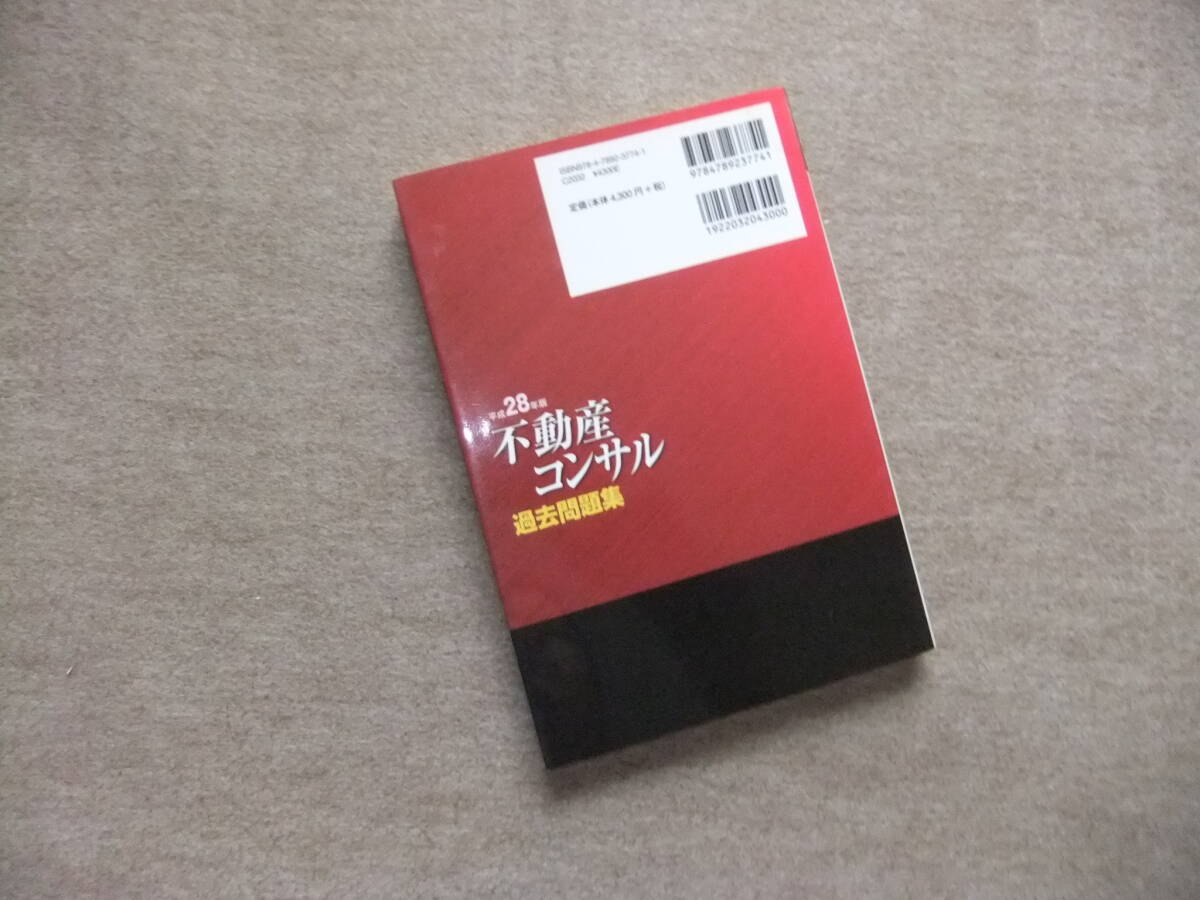 ISBN978-4-7892-3774-1
C2032 ¥4300E
定価(本体4,300円+税)
9784789237741
1922032043000
平成28年版
不動産
コンサル
過去問題集